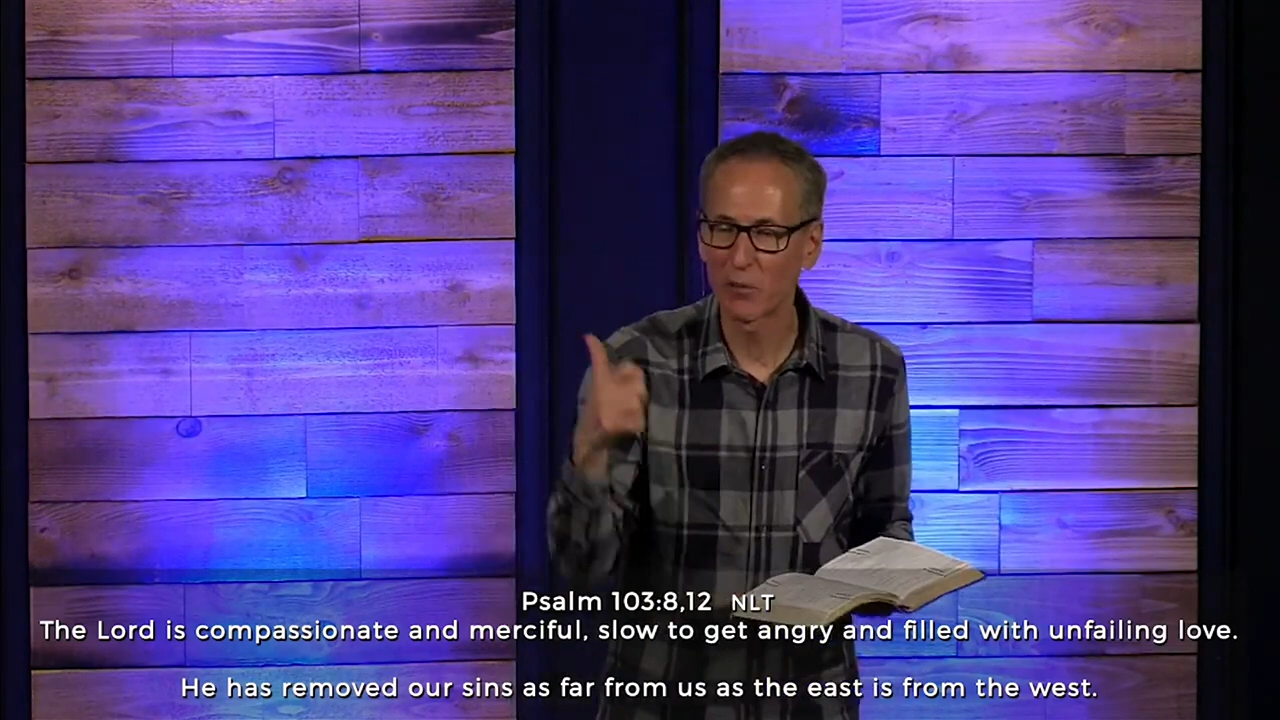 Psalm 103:8,12 NLT
The Lord is compassionate and merciful, slow to get angry and filled with unfailing love.
He has removed our sins as far from us as the east is from the west.